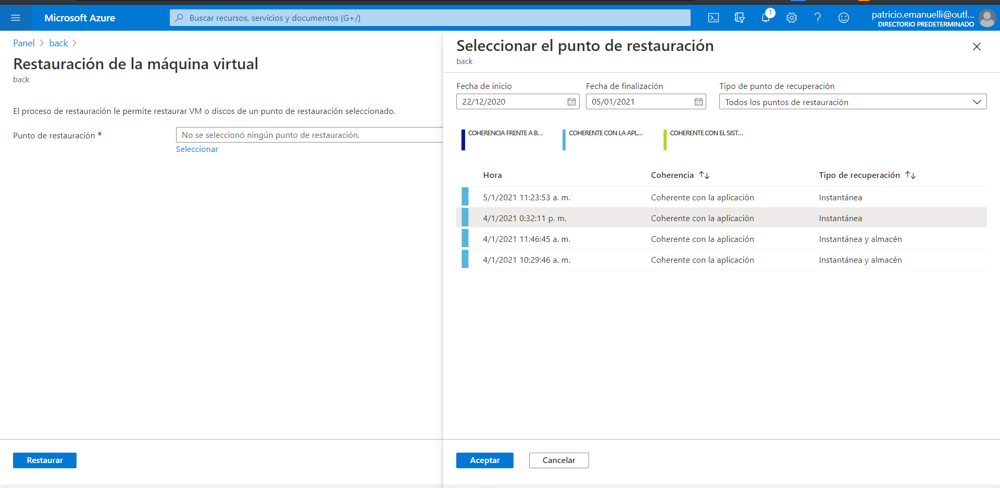 Microsoft Azure
Buscar recursos, servicios y documentos (G+/)
1
patricio.emanuelli@outl...
DIRECTORIO PREDETERMINADO
Panel > back >
Restauración de la máquina virtual
back
El proceso de restauración le permite restaurar VM o discos de un punto de restauración seleccionado.
Punto de restauración *
No se seleccionó ningún punto de restauración.
Seleccionar
Restaurar
Seleccionar el punto de restauración
back
Fecha de inicio
Fecha de finalización
Tipo de punto de recuperación
22/12/2020
05/01/2021
Todos los puntos de restauración
COHERENCIA FRENTE A B...
COHERENTE CON LA APL...
COHERENTE CON EL SIST...
Hora Coherencia Tipo de recuperación
5/1/2021 11:23:53 a. m. Coherente con la aplicación Instantánea
4/1/2021 0:32:11 p. m. Coherente con la aplicación Instantánea
4/1/2021 11:46:45 a. m. Coherente con la aplicación Instantánea y almacén
4/1/2021 10:29:46 a. m. Coherente con la aplicación Instantánea y almacén
Aceptar
Cancelar